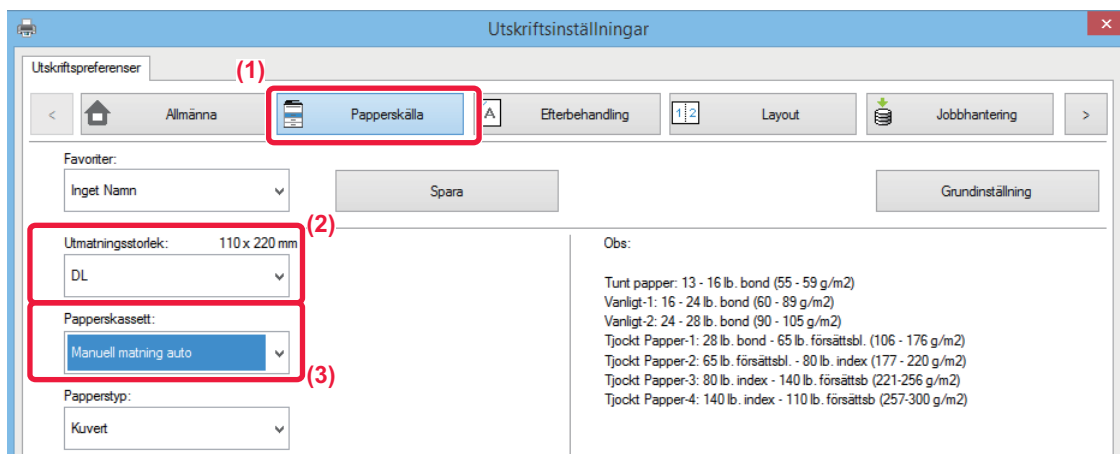 Utskriftsinställningar
Utskriftspreferenser
(1)
< Allmänna Papperskälla A Efterbehandling 1 2 Layout Jobbhantering >
Favoriter:
Inget Namn Spara Grundinställning
(2)
Utmatningsstorlek: 110 x 220 mm
DL
Papperskassett:
Manuell matning auto
(3)
Papperstyp:
Kuvert
Obs:
Tunt papper: 13 - 16 lb. bond (55 - 59 g/m2)
Vanligt-1: 16 - 24 lb. bond (60 - 89 g/m2)
Vanligt-2: 24 - 28 lb. bond (90 - 105 g/m2)
Tjockt Papper-1: 28 lb. bond - 65 lb. försättsbl. (106 - 176 g/m2)
Tjockt Papper-2: 65 lb. försättsbl. - 80 lb. index (177 - 220 g/m2)
Tjockt Papper-3: 80 lb. index - 140 lb. försättsb (221-256 g/m2)
Tjockt Papper-4: 140 lb. index - 110 lb. försättsb (257-300 g/m2)